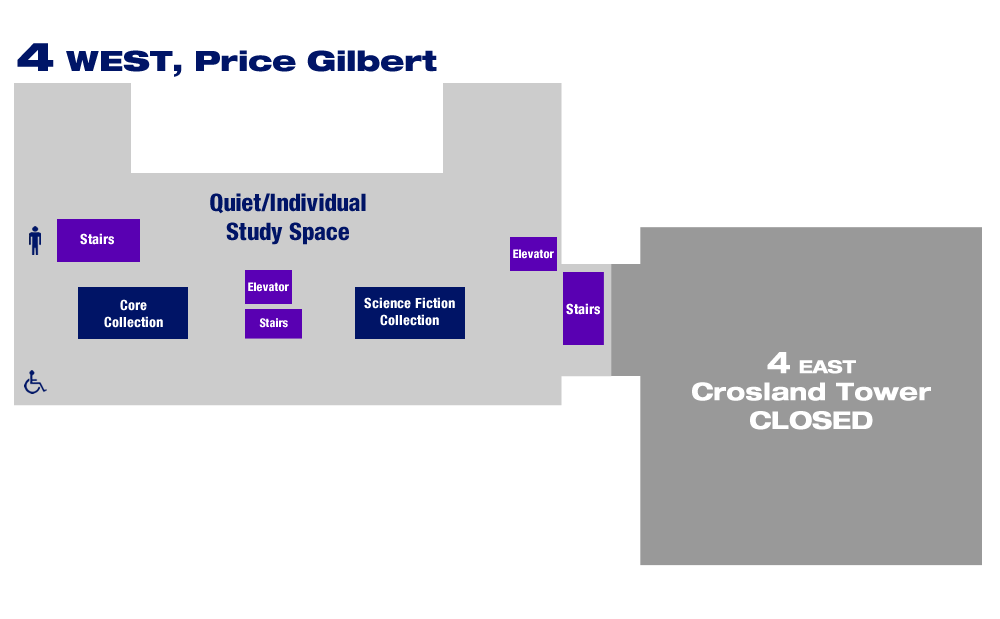 4 WEST, Price Gilbert
Quiet/Individual
Study Space
Stairs
Elevator
Elevator
Stairs
Core
Collection
Science Fiction
Collection
Stairs
4 EAST
Crosland Tower
CLOSED